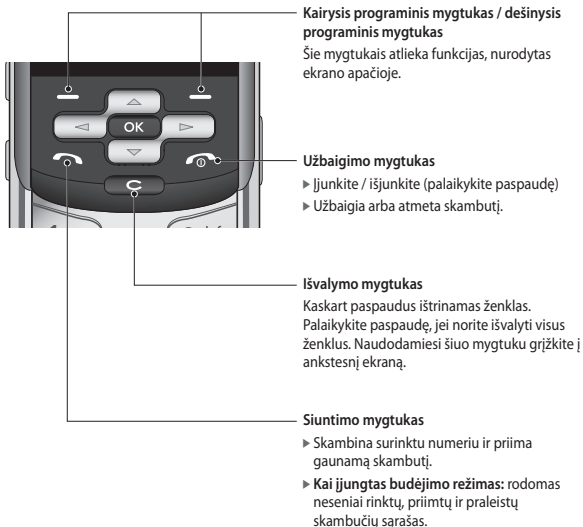 Kairysis programinis mygtukas / dešinysis
programinis mygtukas
Šie mygtukais atlieka funkcijas, nurodytas
ekrano apačioje.
OK
C
Užbaigimo mygtukas
▶ Įjunkite / išjunkite (palaikykite paspaudę)
▶ Užbaigia arba atmeta skambutį.
Išvalymo mygtukas
Kaskart paspaudus ištrinamas ženklas.
Palaikykite paspaudę, jei norite išvalyti visus
ženklus. Naudodamiesi šiuo mygtuku grįžkite į
ankstesnį ekraną.
Siuntimo mygtukas
▶ Skambina surinktu numeriu ir priima
gaunamą skambutį.
▶ Kai įjungtas budėjimo režimas: rodomas
neseniai rinktų, priimtų ir praleistų
skambučių sąrašas.